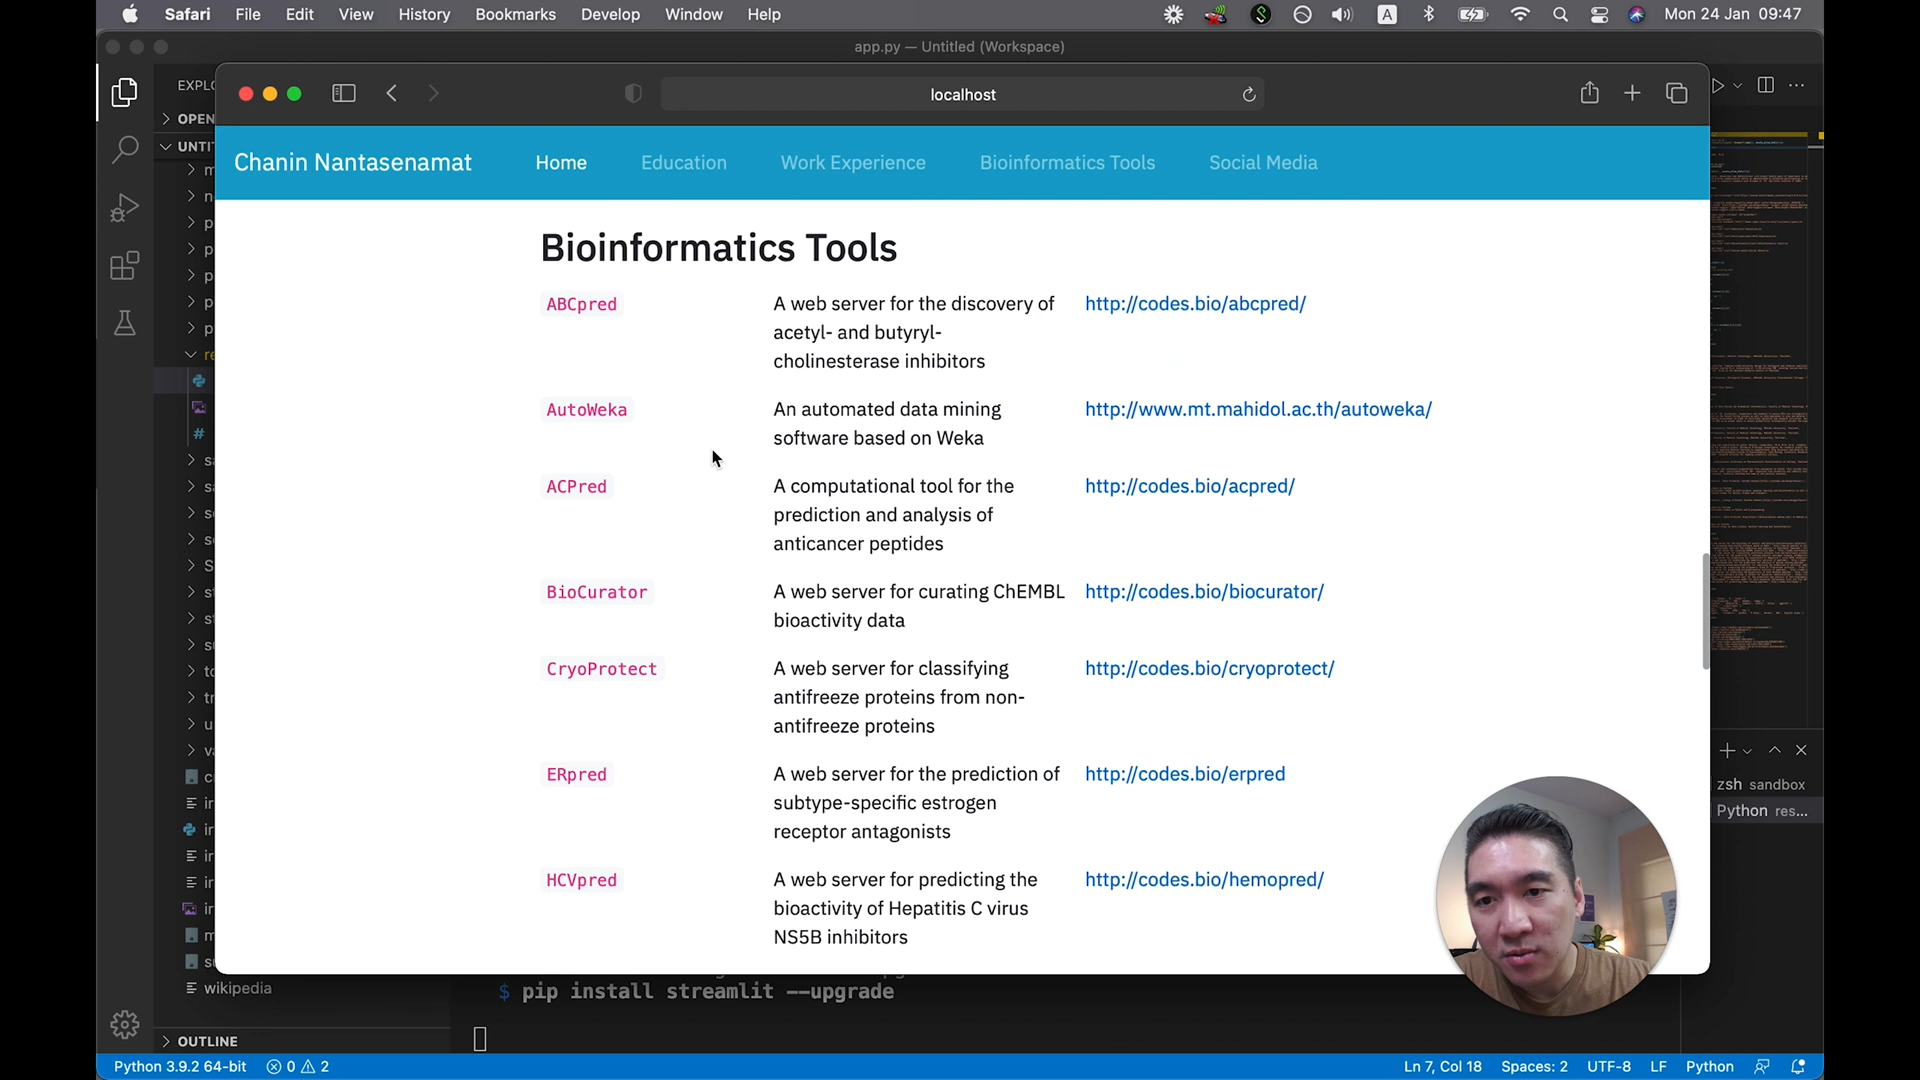 Safari File Edit View History Bookmarks Develop Window Help
A
Mon 24 Jan 09:47
app.py — Untitled (Workspace)
localhost
Chanin Nantasenamat
Home
Education
Work Experience
Bioinformatics Tools
Social Media
Bioinformatics Tools
ABCpred
A web server for the discovery of
acetyl- and butyryl-
cholinesterase inhibitors
http://codes.bio/abcpred/
AutoWeka
An automated data mining
software based on Weka
http://www.mt.mahidol.ac.th/autoweka/
ACPred
A computational tool for the
prediction and analysis of
anticancer peptides
http://codes.bio/acpred/
BioCurator
A web server for curating ChEMBL
bioactivity data
http://codes.bio/biocurator/
CryoProtect
A web server for classifying
antifreeze proteins from non-
antifreeze proteins
http://codes.bio/cryoprotect/
ERpred
A web server for the prediction of
subtype-specific estrogen
receptor antagonists
http://codes.bio/erpred
HCVpred
A web server for predicting the
bioactivity of Hepatitis C virus
NS5B inhibitors
http://codes.bio/hemopred/
zsh sandbox
Python res...
wikipedia
$ pip install streamlit --upgrade
OUTLINE
Python 3.9.2 64-bit
0
2
Ln 7, Col 18
Spaces: 2
UTF-8
LF
Python